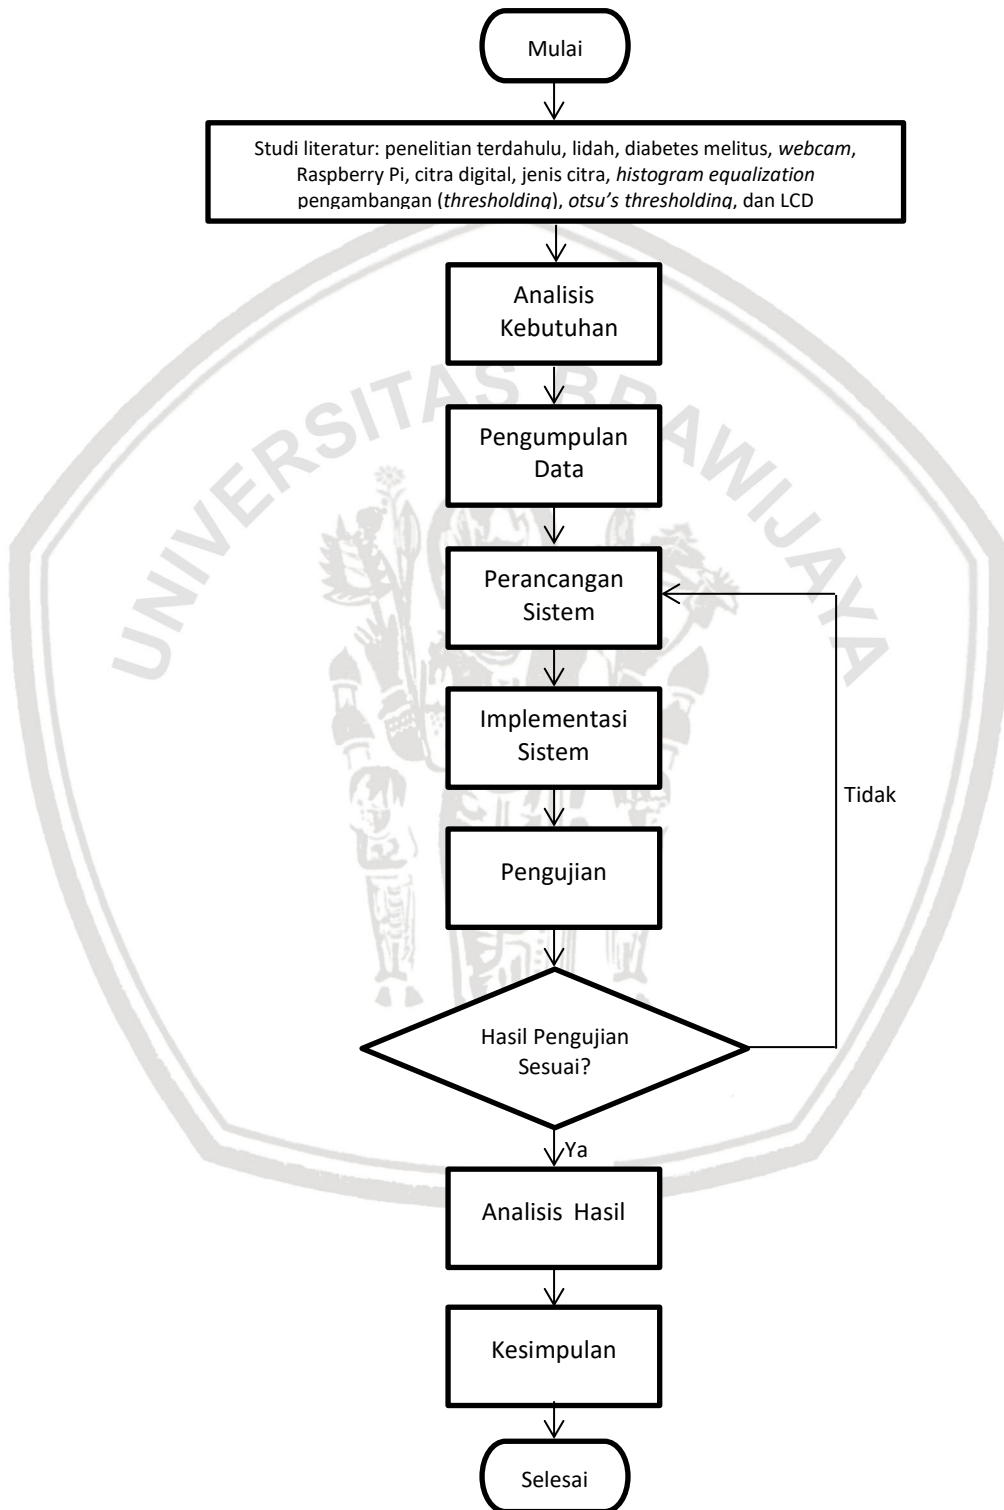 Mulai
Studi literatur: penelitian terdahulu, lidah, diabetes melitus, webcam,
Raspberry Pi, citra digital, jenis citra, histogram equalization
pengambangan (thresholding), otsu's thresholding, dan LCD
Analisis
Kebutuhan
UNIVERSITAS BRAWIJAYA
Pengumpulan
Data
Perancangan
Sistem
Implementasi
Sistem
Tidak
Pengujian
Hasil Pengujian
Sesuai?
Ya
Analisis Hasil
Kesimpulan
Selesai